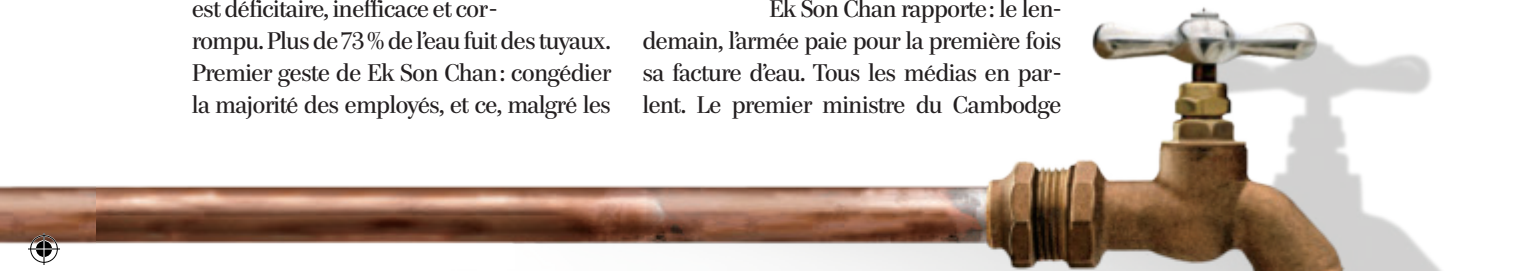 est déficitaire, inefficace et cor-
rompu. Plus de 73 % de l’eau fuit des tuyaux.
Premier geste de Ek Son Chan : congédier
la majorité des employés, et ce, malgré les
Ek Son Chan rapporte : le len-
demain, l’armée paie pour la première fois
sa facture d’eau. Tous les médias en par-
lent. Le premier ministre du Cambodge